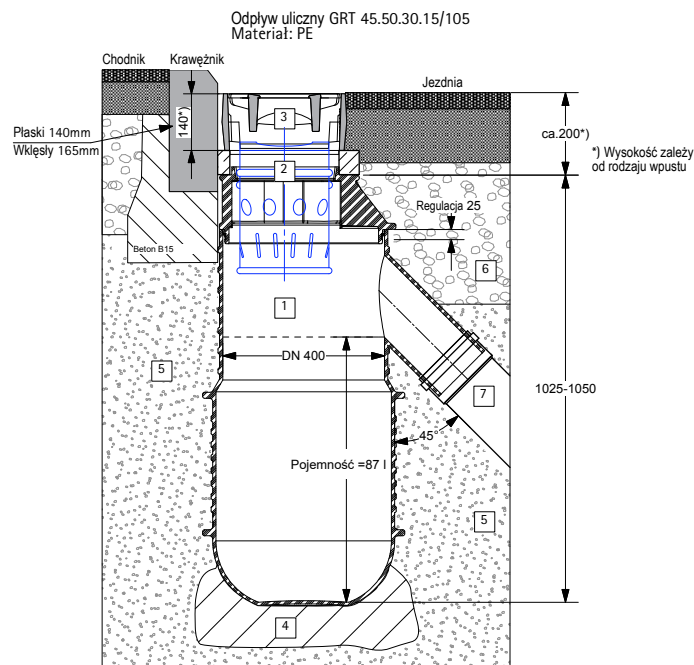 Odpływ uliczny GRT 45.50.30.15/105
Materiał: PE
Chodnik
Krawężnik
Jezdnia
Płaski 140mm
Wklęsły 165mm
140*)
3
ca.200*)
*) Wysokość zależy
od rodzaju wpustu
2
Regulacja 25
Beton B15
6
1
DN 400
5
7
1025-1050
45°
Pojemność =87 l
5
4